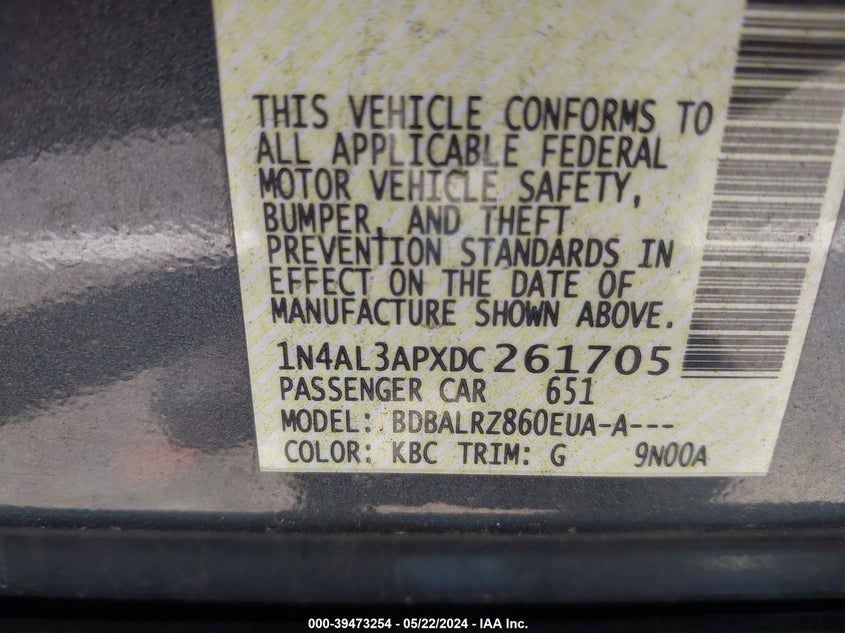 THIS VEHICLE CONFORMS TO
ALL APPLICABLE FEDERAL
MOTOR VEHICLE SAFETY,
BUMPER, AND THEFT
PREVENTION STANDARDS IN
EFFECT ON THE DATE OF
MANUFACTURE SHOWN ABOVE.
1N4AL3APXDC261705
PASSENGER CAR 651
MODEL: BDBALRZ860EUA-A---
COLOR: KBC TRIM: G 9N00A
000-39473254 - 05/22/2024 - IAA Inc.